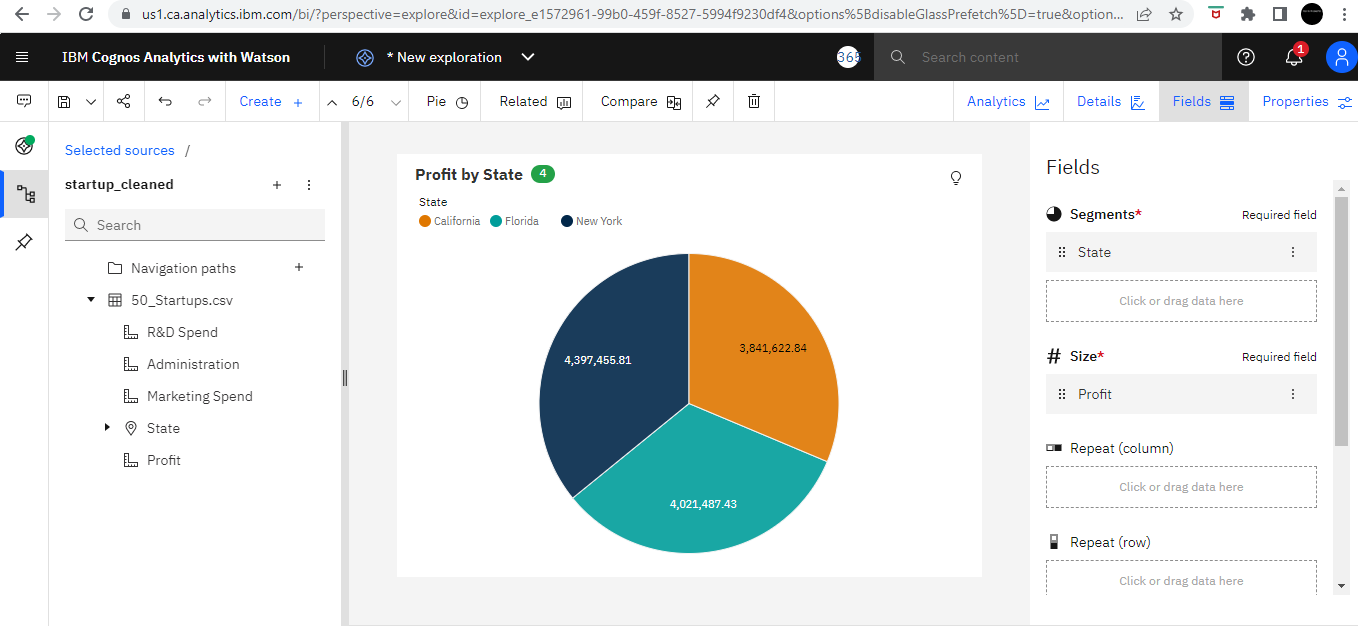 us1.ca.analytics.ibm.com/bi/?perspective=explore&id=explore_e1572961-99b0-459f-8527-5994f9230df4&options%5BdisableGlassPrefetch%5D=true&option...
IBM Cognos Analytics with Watson
* New exploration
365
Search content
1
Create +
6/6
Pie
Related
Compare
Analytics
Details
Fields
Properties
Selected sources /
startup_cleaned
Search
Navigation paths
50_Startups.csv
R&D Spend
Administration
Marketing Spend
State
Profit
Profit by State 4
State
California Florida New York
3,841,622.84
4,397,455.81
4,021,487.43
Fields
Segments* Required field
State
Click or drag data here
# Size* Required field
Profit
Repeat (column)
Click or drag data here
Repeat (row)
Click or drag data here